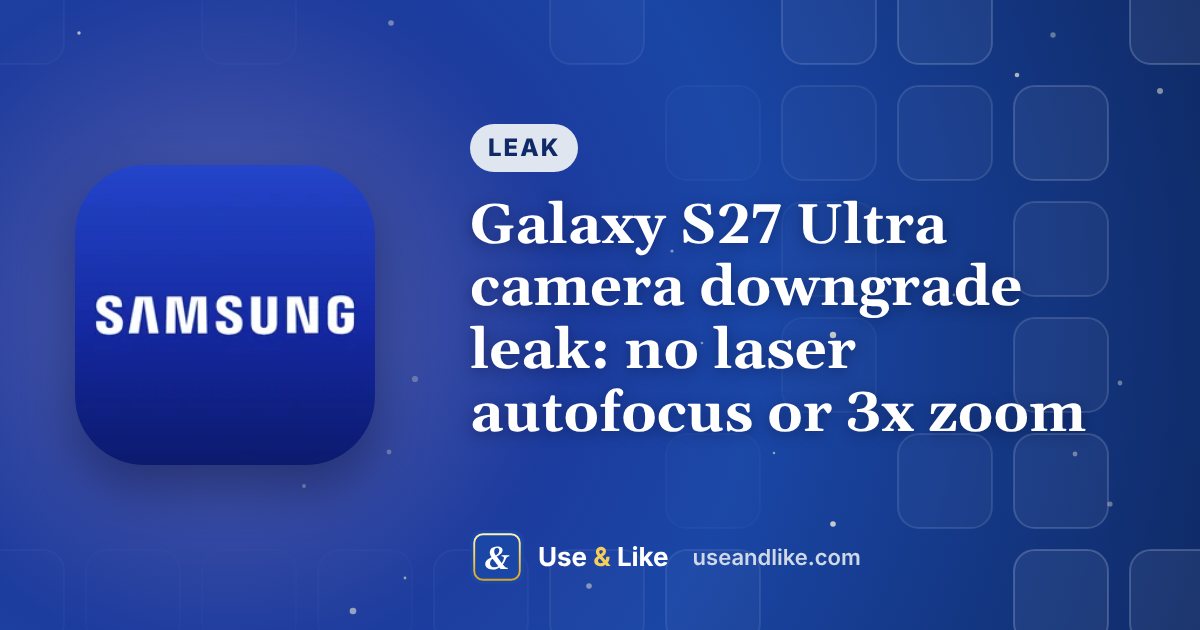 LEAK
SAMSUNG
Galaxy S27 Ultra
camera downgrade
leak: no laser
autofocus or 3x zoom
& Use & Like useandlike.com